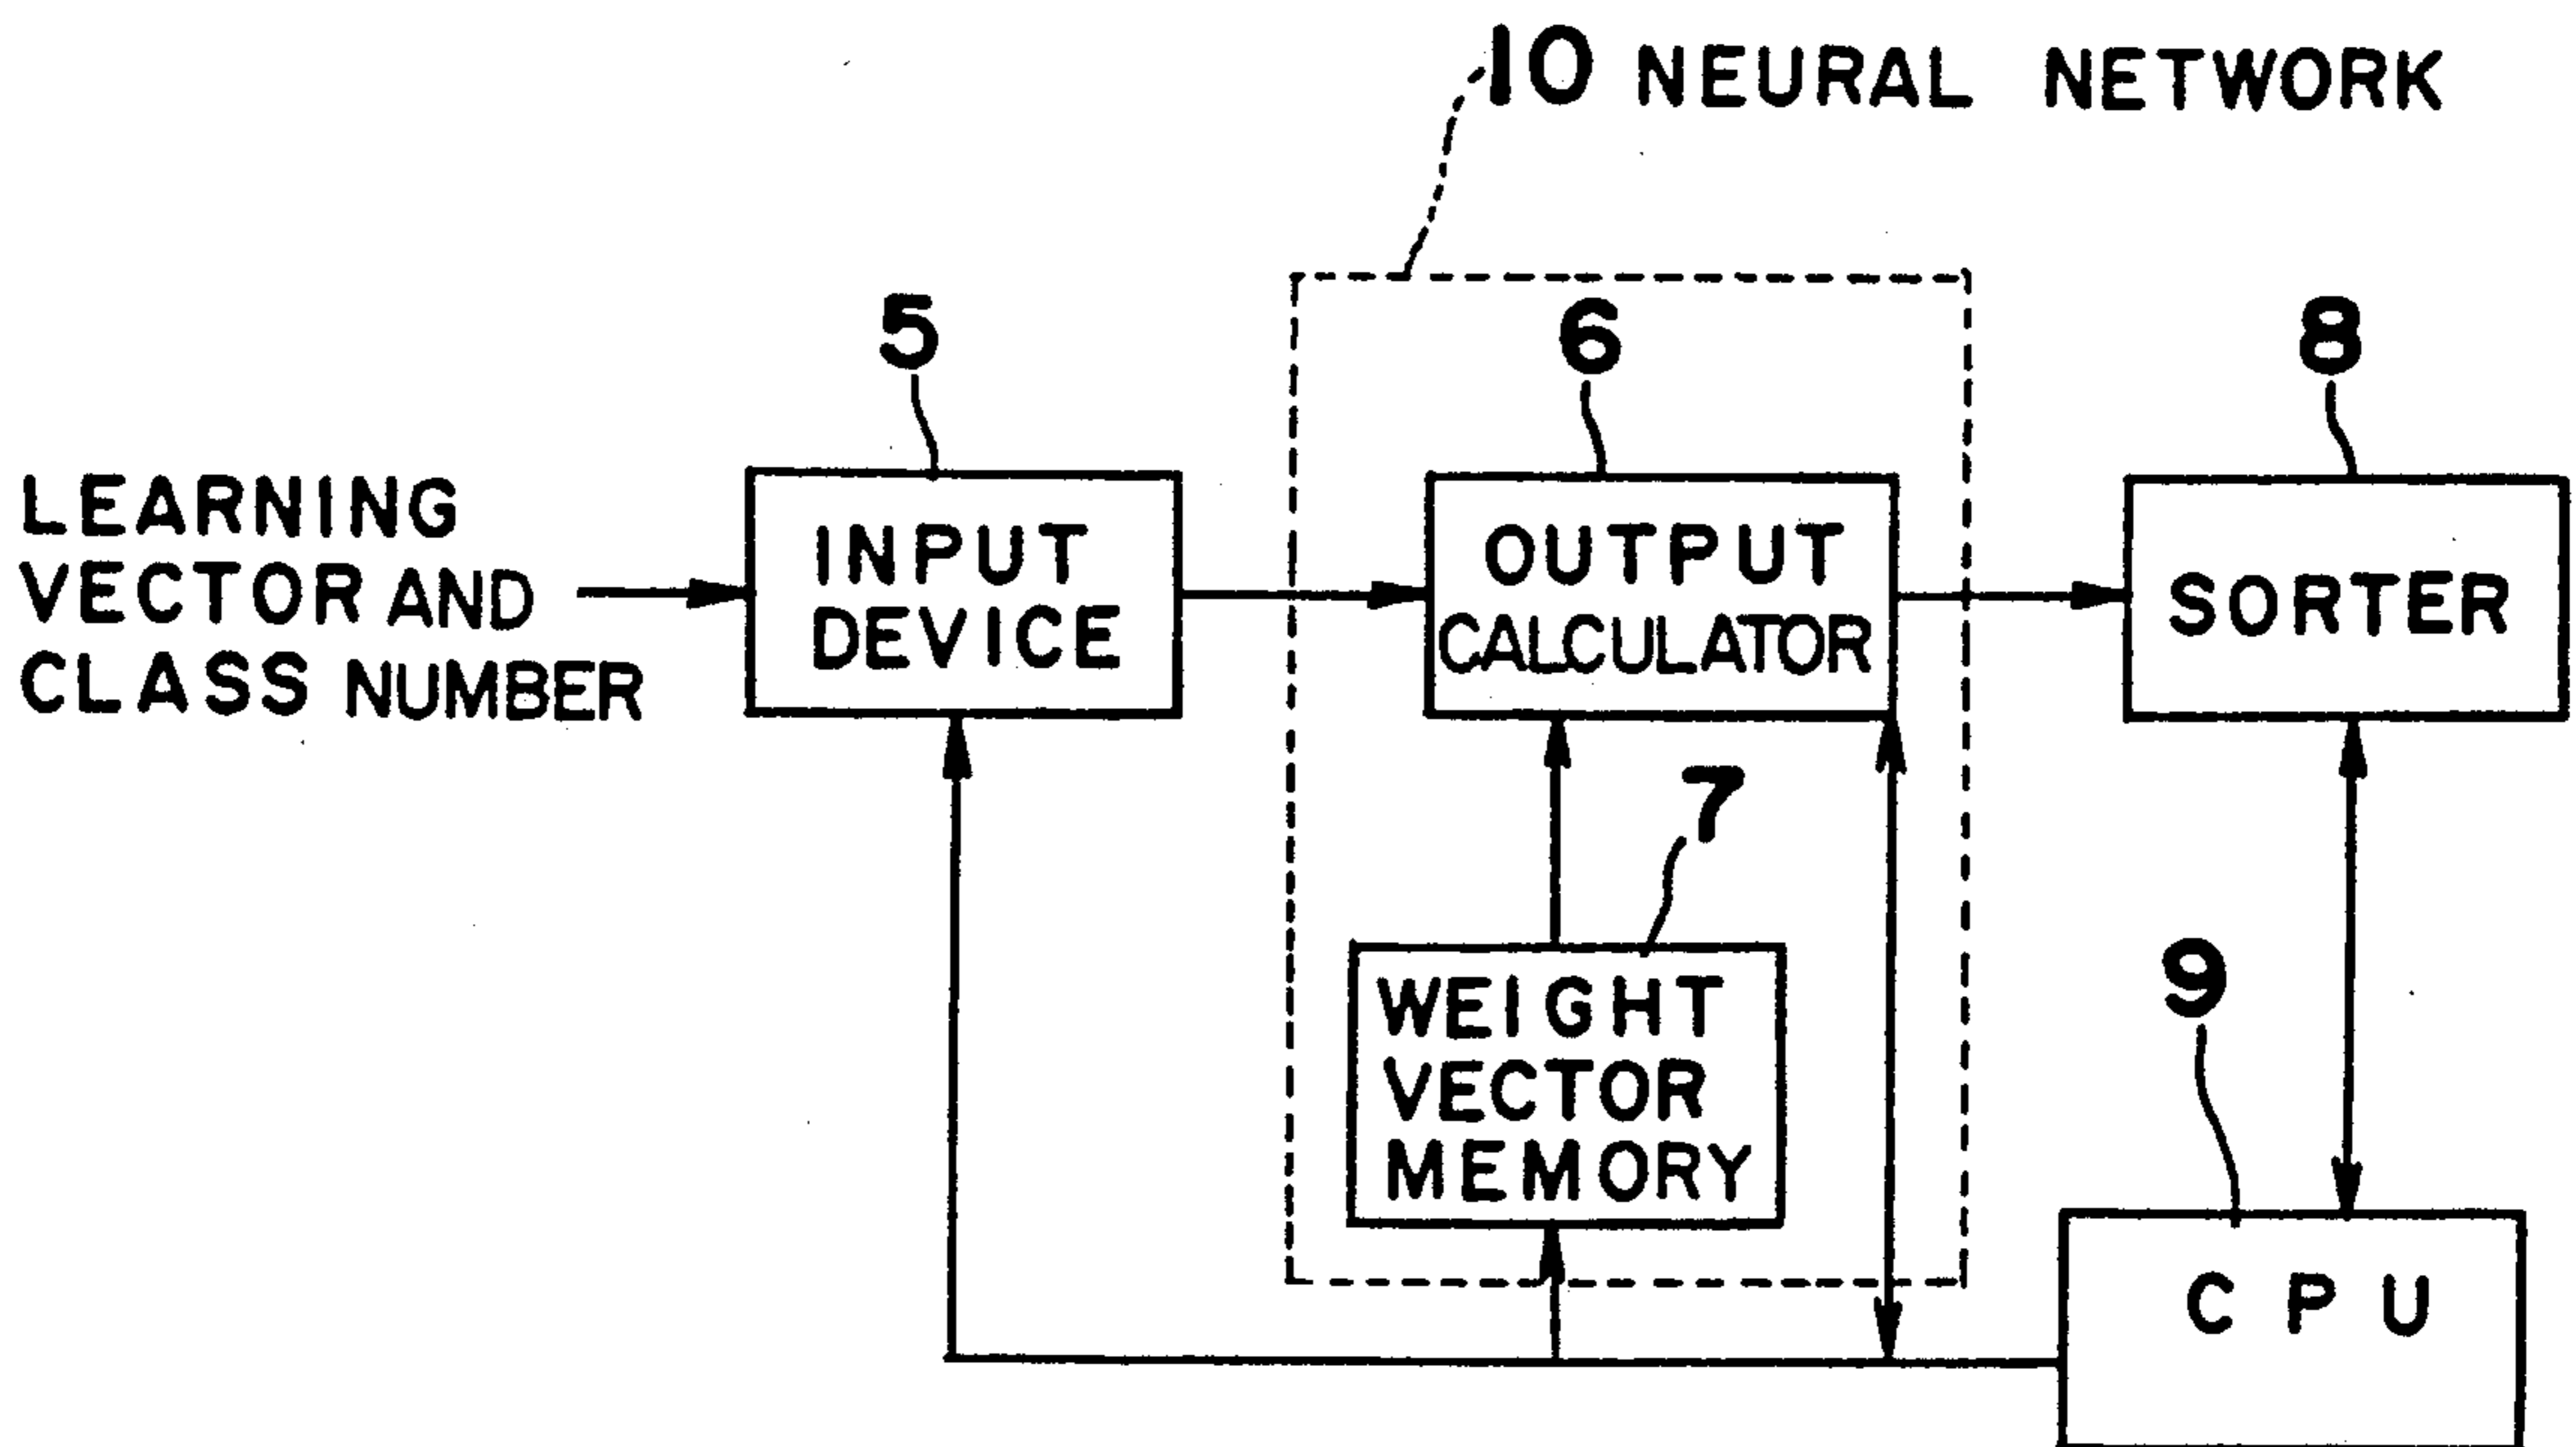 10 NEURAL NETWORK
5
6
8
LEARNING
VECTOR AND
CLASS NUMBER
INPUT
DEVICE
OUTPUT
CALCULATOR
SORTER
7
WEIGHT
VECTOR
MEMORY
9
CPU